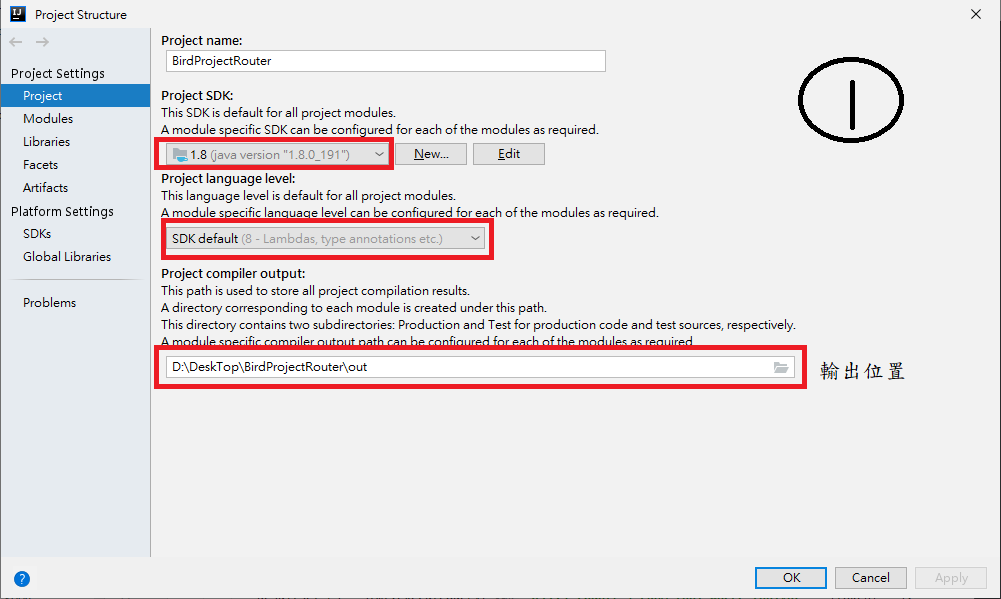 IJ
Project Structure
Project Settings
Project
Modules
Libraries
Facets
Artifacts
Platform Settings
SDKs
Global Libraries
Problems
Project name:
BirdProjectRouter
Project SDK:
This SDK is default for all project modules.
A module specific SDK can be configured for each of the modules as required.
1.8 (java version "1.8.0_191")
New...
Edit
Project language level:
This language level is default for all project modules.
A module specific language level can be configured for each of the modules as required.
SDK default (8 - Lambdas, type annotations etc.)
Project compiler output:
This path is used to store all project compilation results.
A directory corresponding to each module is created under this path.
This directory contains two subdirectories: Production and Test for production code and test sources, respectively.
A module specific compiler output path can be configured for each of the modules as required.
D:\DeskTop\BirdProjectRouter\out
輸出位置
1
?
OK
Cancel
Apply